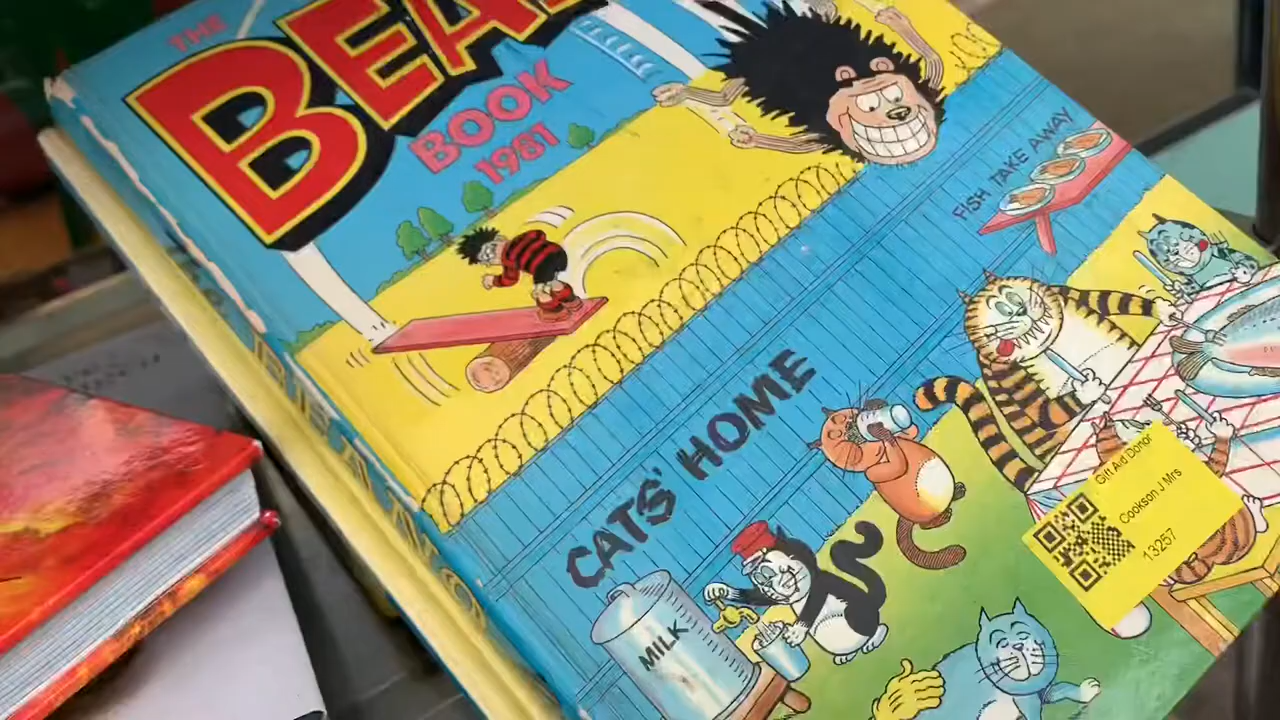 THE
BEA
BOOK
1981
FISH TAKE AWAY
CATS' HOME
MILK
Gift Aid Donor
Cookson J Mrs
13257